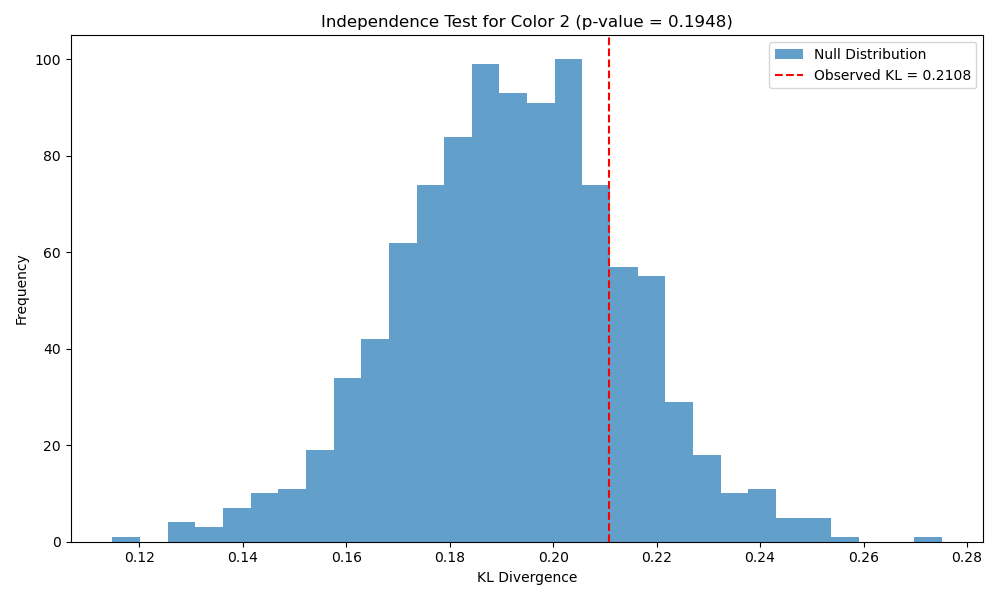 Independence Test for Color 2 (p-value = 0.1948)
Null Distribution
Observed KL = 0.2108
Frequency
100
80
60
40
20
0
0.12 0.14 0.16 0.18 0.20 0.22 0.24 0.26 0.28
KL Divergence